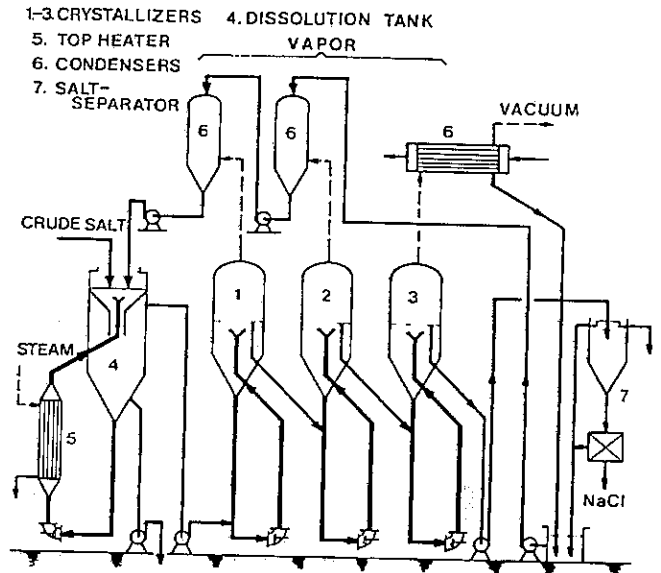 1-3.CRYSTALLIZERS 4. DISSOLUTION TANK
5. TOP HEATER
6. CONDENSERS
7. SALT-
SEPARATOR
VAPOR
6
6
6
VACUUM
CRUDE SALT
1
2
3
STEAM
4
5
7
NaCl